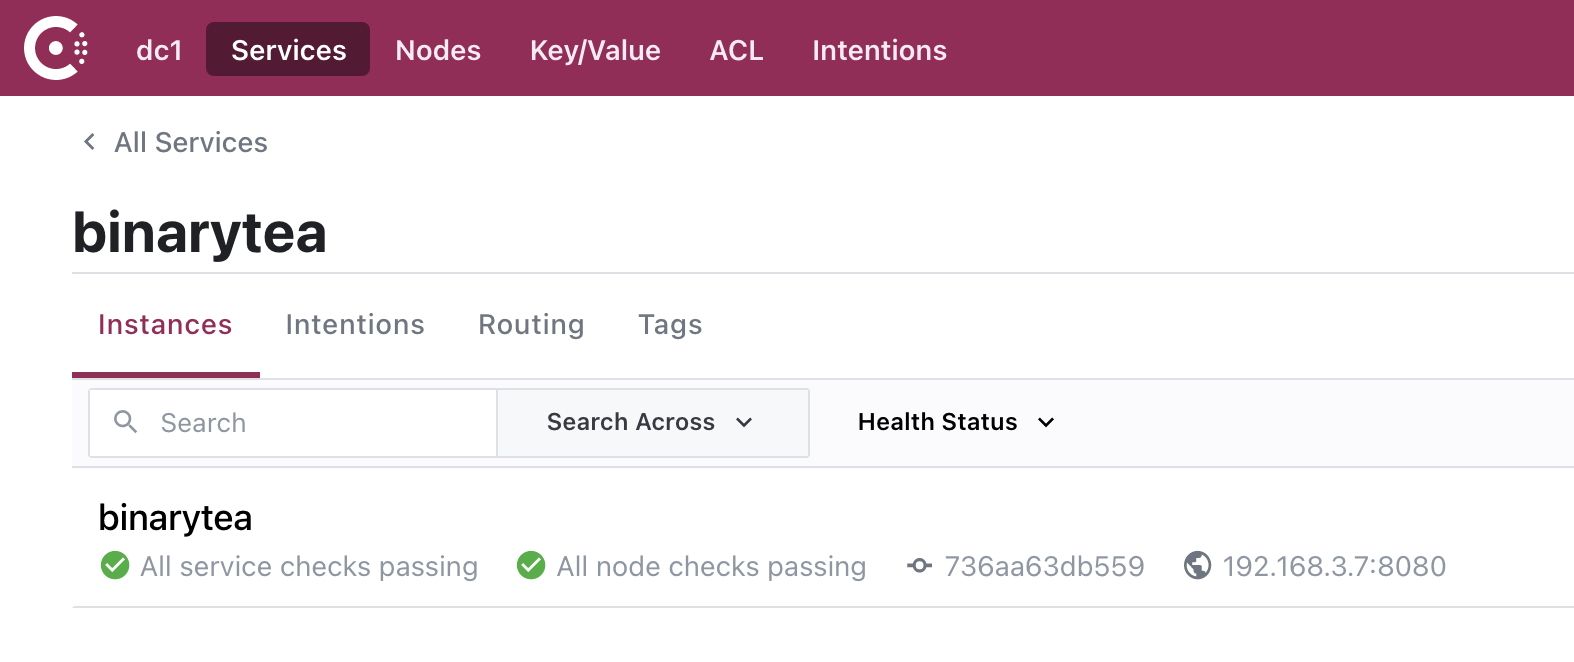 dc1 Services Nodes Key/Value ACL Intentions
All Services
binarytea
Instances Intentions Routing Tags
Search Search Across Health Status
binarytea
All service checks passing All node checks passing 736aa63db559 192.168.3.7:8080